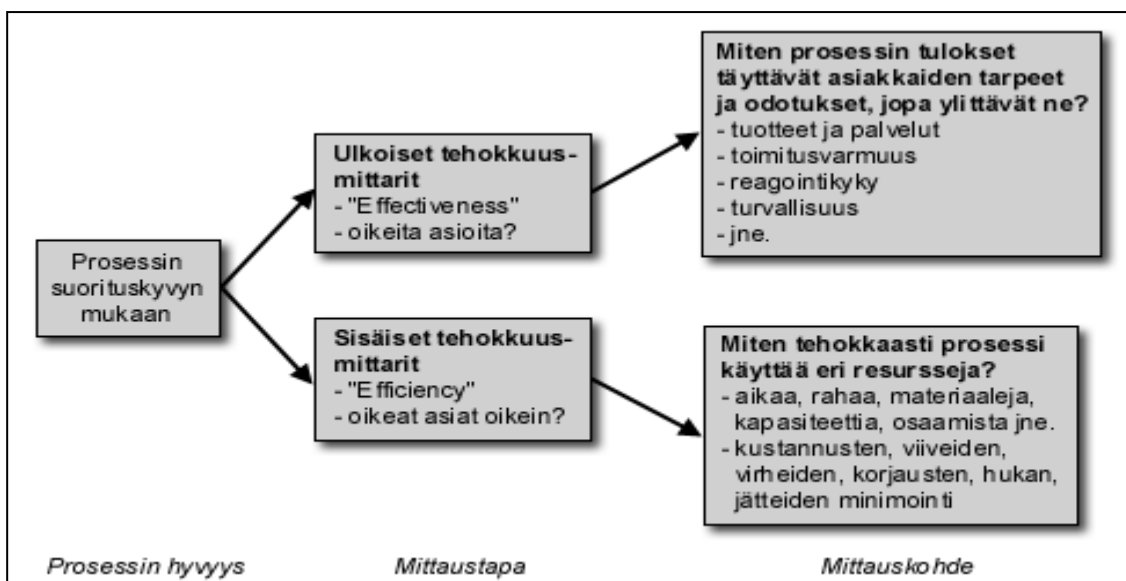 Prosessin
suorituskyvyn
mukaan
Ulkoiset tehokkuus-
mittarit
- "Effectiveness"
- oikeita asioita?
Sisäiset tehokkuus-
mittarit
- "Efficiency"
- oikeat asiat oikein?
Miten prosessin tulokset
täyttävät asiakkaiden tarpeet
ja odotukset, jopa ylittävät ne?
- tuotteet ja palvelut
- toimitusvarmuus
- reagointikyky
- turvallisuus
- jne.
Miten tehokkaasti prosessi
käyttää eri resursseja?
- aikaa, rahaa, materiaaleja,
kapasiteettia, osaamista jne.
- kustannusten, viiveiden,
virheiden, korjausten, hukan,
jätteiden minimointi
Prosessin hyvyys
Mittaustapa
Mittauskohde